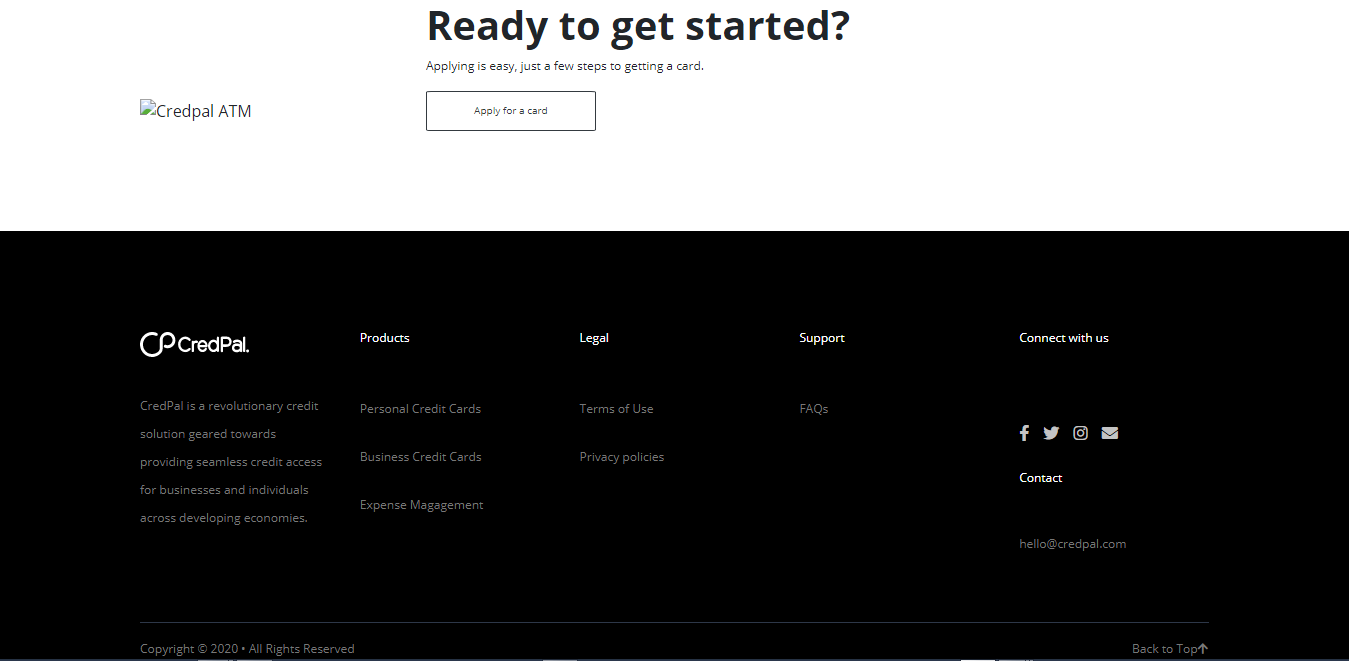 Ready to get started?
Applying is easy, just a few steps to getting a card.
Credpal ATM
Apply for a card
CredPal.
CredPal is a revolutionary credit
solution geared towards
providing seamless credit access
for businesses and individuals
across developing economies.
Products
Personal Credit Cards
Business Credit Cards
Expense Magagement
Legal
Terms of Use
Privacy policies
Support
FAQs
Connect with us
Contact
hello@credpal.com
Copyright © 2020 • All Rights Reserved
Back to Top